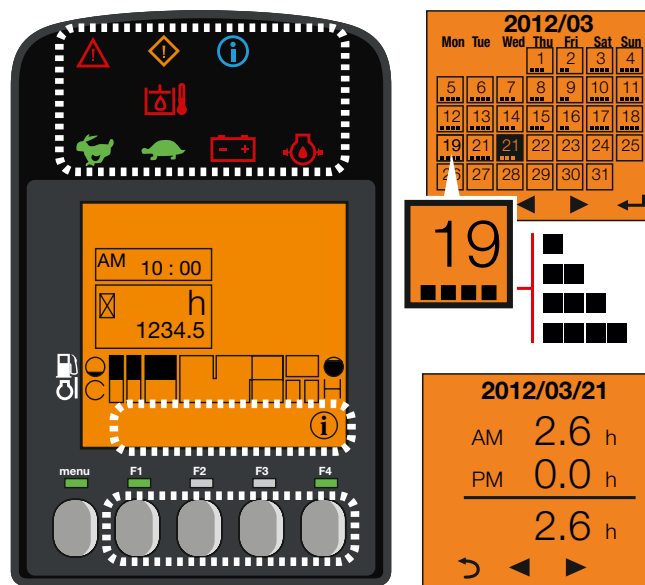 AM 10 : 00
h
1234.5
C H
menu F1 F2 F3 F4
2012/03
Mon Tue Wed Thu Fri Sat Sun
1 2 3 4
5 6 7 8 9 10 11
12 13 14 15 16 17 18
19 21 21 22 23 24 25
26 27 28 29 30 31
19
2012/03/21
AM 2.6 h
PM 0.0 h
2.6 h